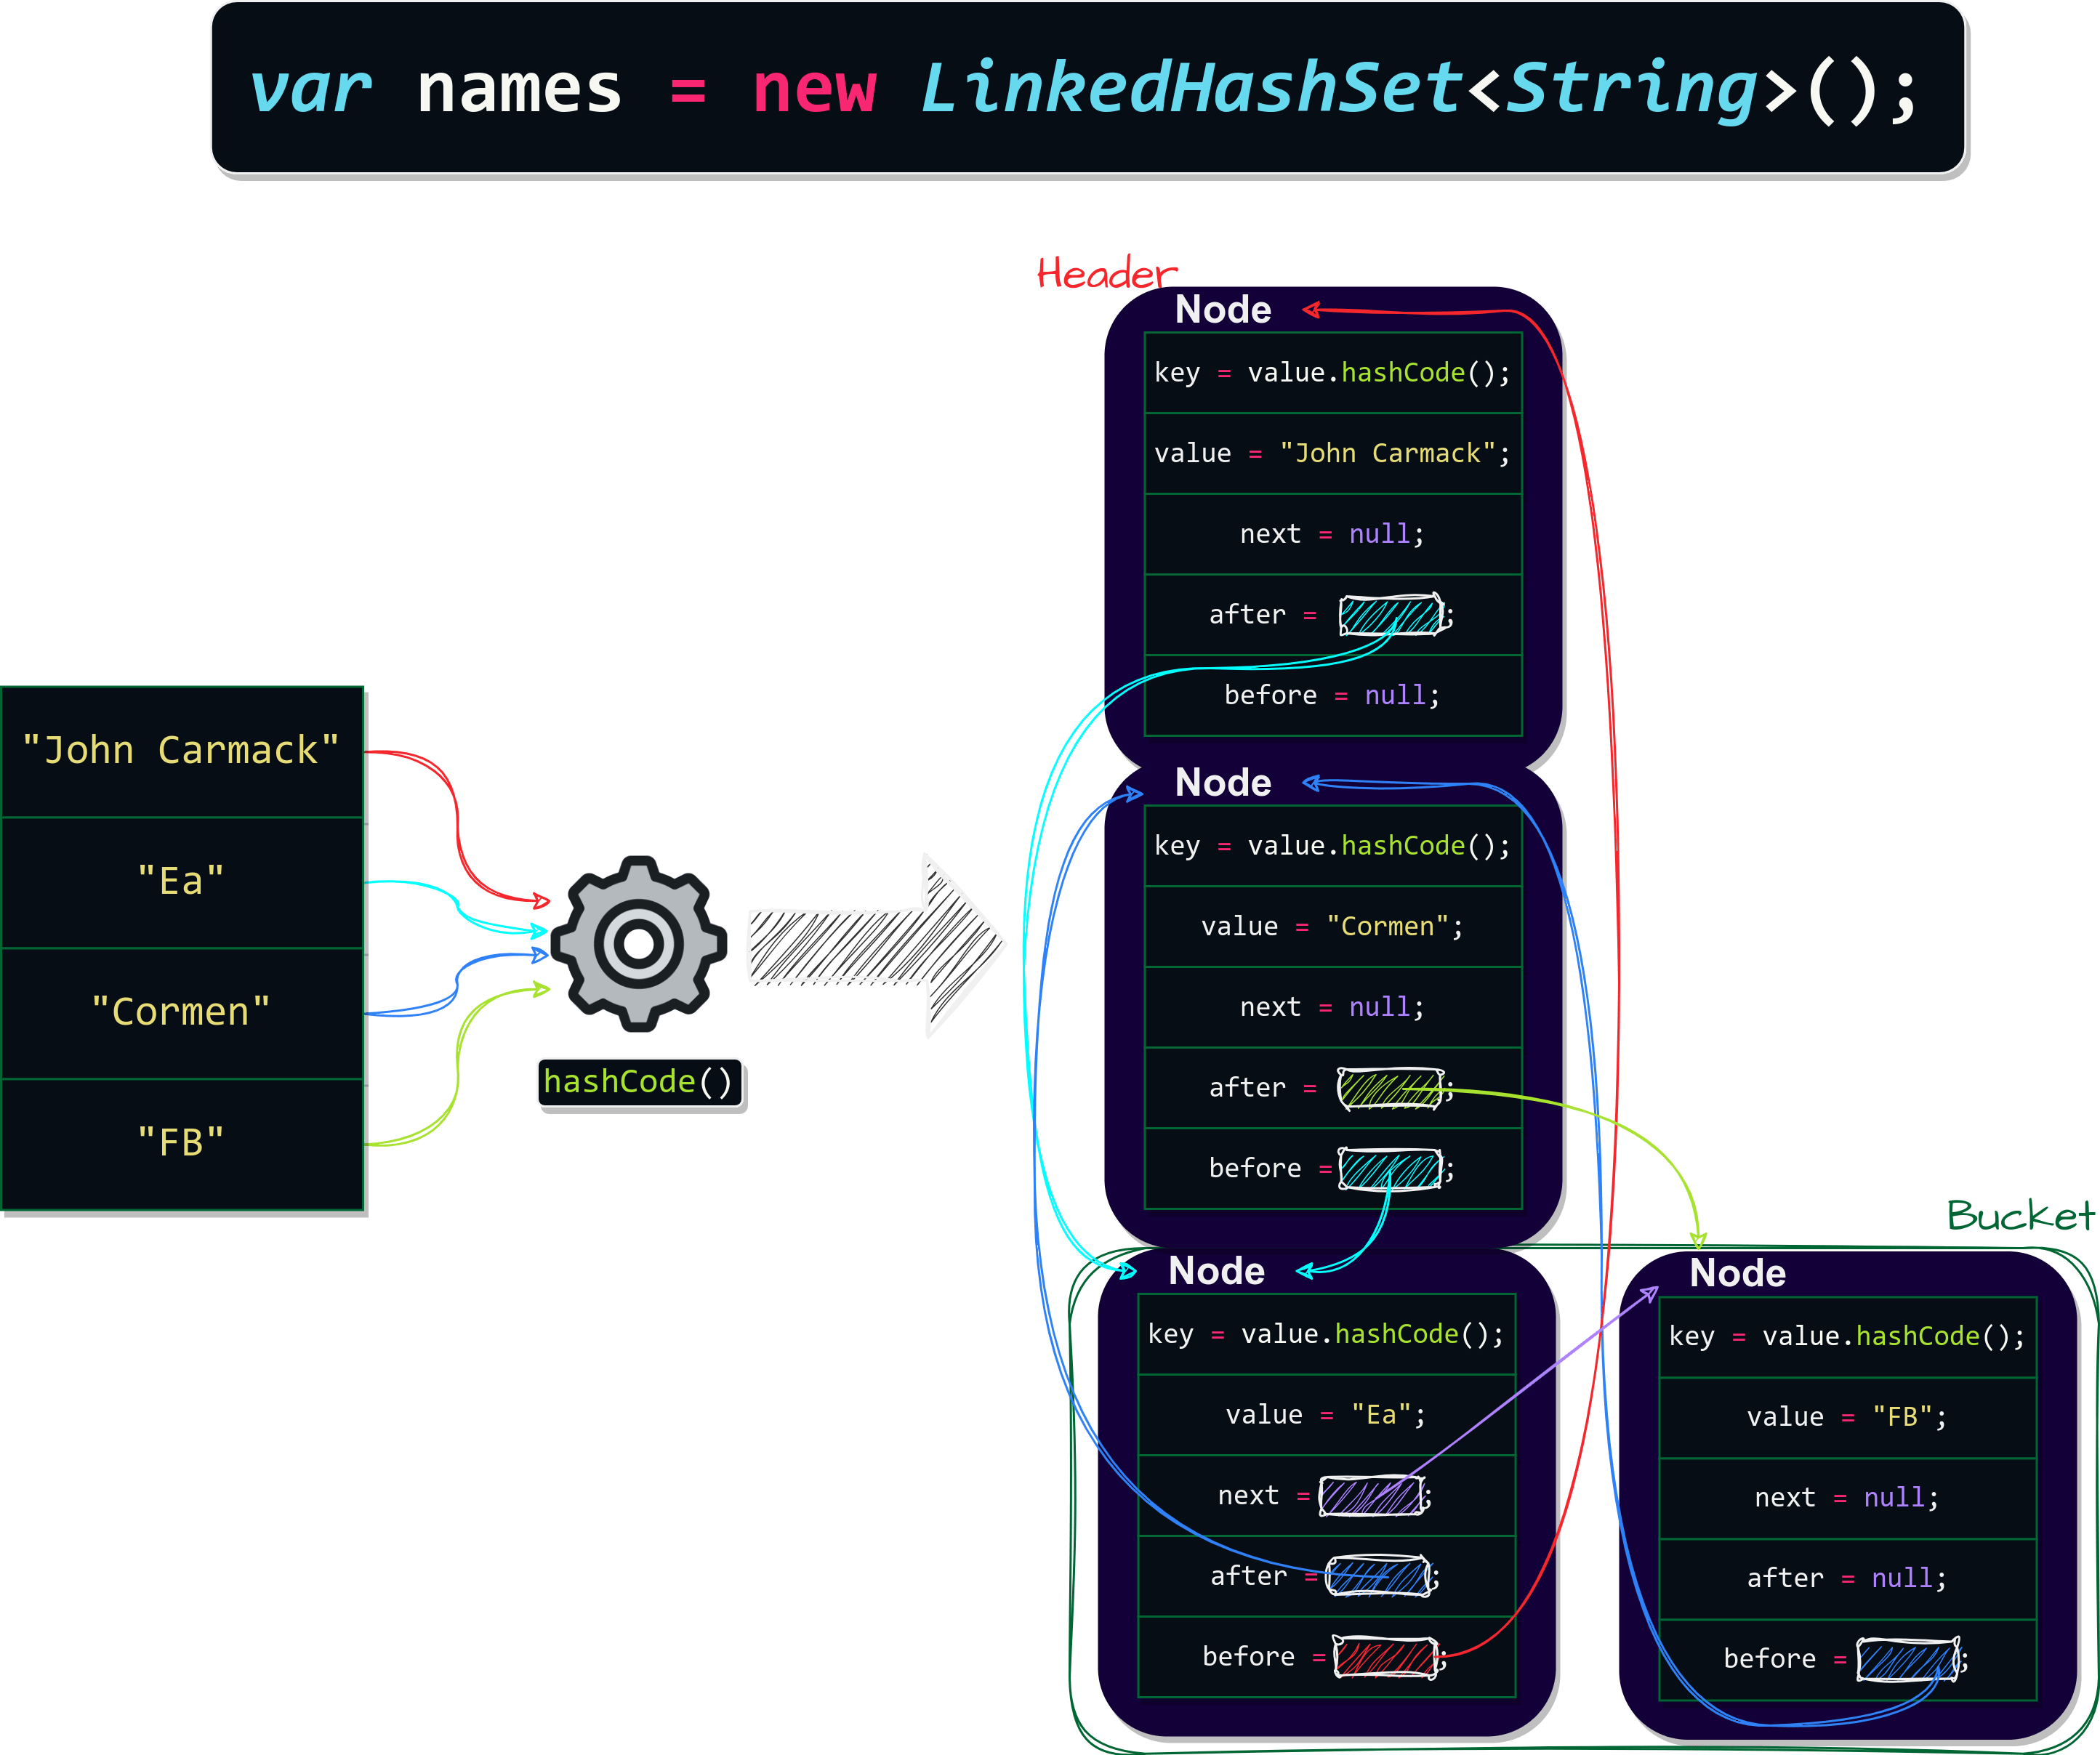 var names = new LinkedHashSet<String>();
Header
Node
key = value.hashCode();
value = "John Carmack";
next = null;
after = ;
before = null;
"John Carmack"
"Ea"
"Cormen"
"FB"
hashCode()
Node
key = value.hashCode();
value = "Cormen";
next = null;
after = ;
before = ;
Bucket
Node
key = value.hashCode();
value = "Ea";
next = ;
after = ;
before = ;
Node
key = value.hashCode();
value = "FB";
next = null;
after = null;
before = ;